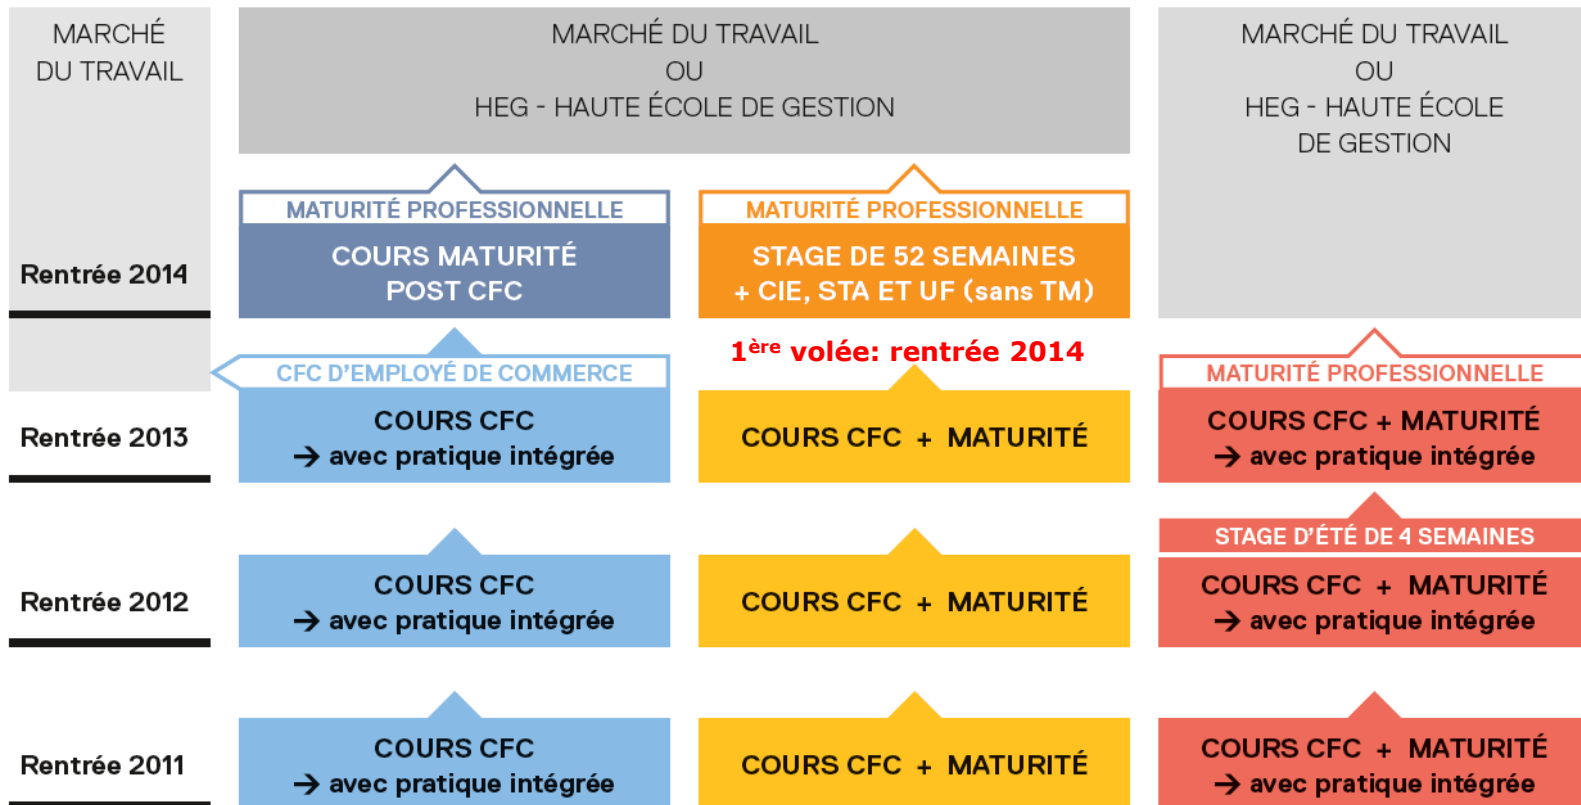 MARCHÉ
DU TRAVAIL
MARCHÉ DU TRAVAIL
OU
HEG - HAUTE ÉCOLE DE GESTION
MARCHÉ DU TRAVAIL
OU
HEG - HAUTE ÉCOLE
DE GESTION
Rentrée 2014
MATURITÉ PROFESSIONNELLE
COURS MATURITÉ
POST CFC
MATURITÉ PROFESSIONNELLE
STAGE DE 52 SEMAINES
+ CIE, STA ET UF (sans TM)
1ère volée: rentrée 2014
CFC D'EMPLOYÉ DE COMMERCE
MATURITÉ PROFESSIONNELLE
Rentrée 2013
COURS CFC
→ avec pratique intégrée
COURS CFC + MATURITÉ
COURS CFC + MATURITÉ
→ avec pratique intégrée
STAGE D'ÉTÉ DE 4 SEMAINES
Rentrée 2012
COURS CFC
→ avec pratique intégrée
COURS CFC + MATURITÉ
COURS CFC + MATURITÉ
→ avec pratique intégrée
Rentrée 2011
COURS CFC
→ avec pratique intégrée
COURS CFC + MATURITÉ
COURS CFC + MATURITÉ
→ avec pratique intégrée